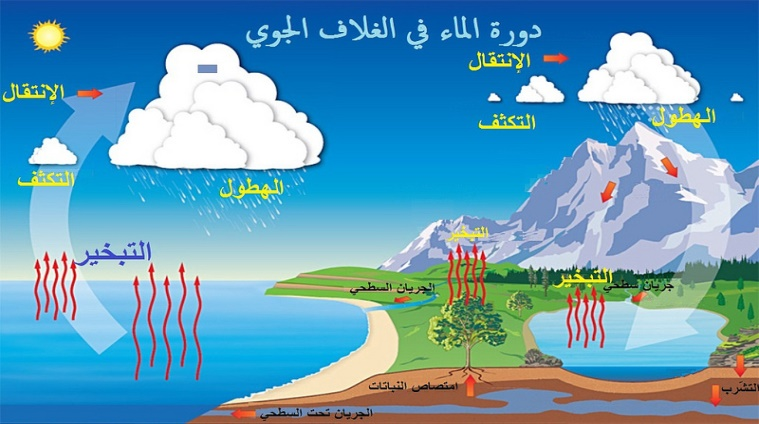 دورة الماء في الغلاف الجوي
الإنتقال
الإنتقال
الهطول
التكثف
التكثف
الهطول
التبخير
التبخير
التبخير
جريان سطحي
الجريان السطحي
امتصاص النباتات
التشرّب
الجريان تحت السطحي